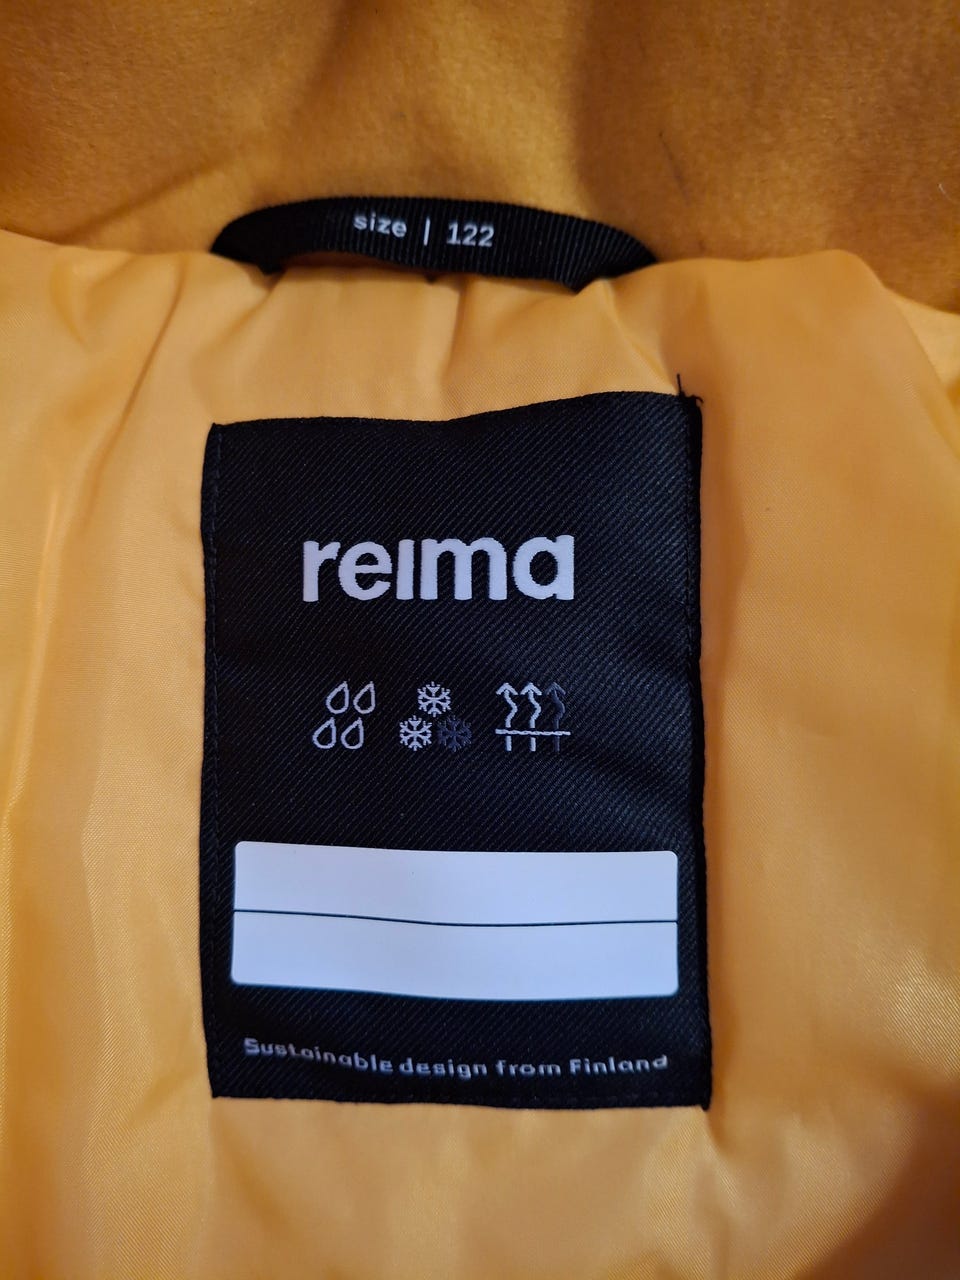 size | 122
reima
Sustainable design from Finland